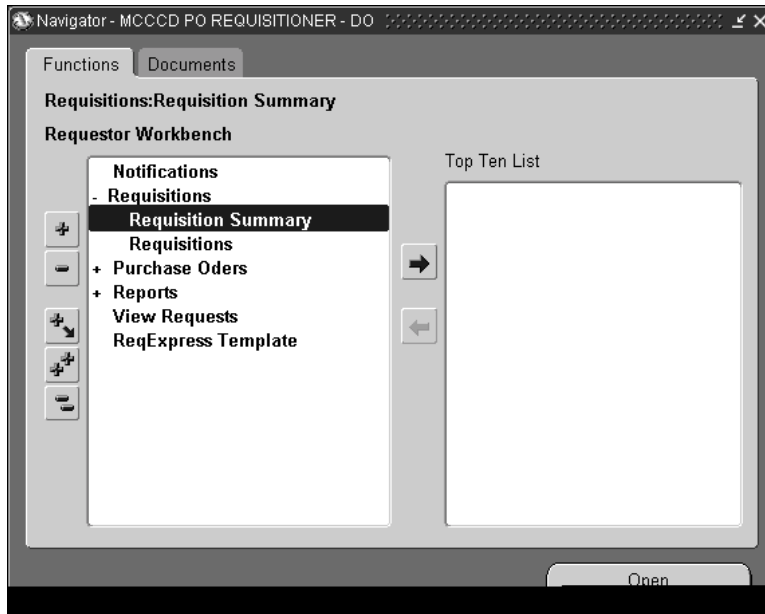 Navigator - MCCCD PO REQUISITIONER - DO
Functions
Documents
Requisitions:Requisition Summary
Requestor Workbench
Notifications
- Requisitions
Requisition Summary
Requisitions
+ Purchase Oders
+ Reports
View Requests
ReqExpress Template
Top Ten List
Open